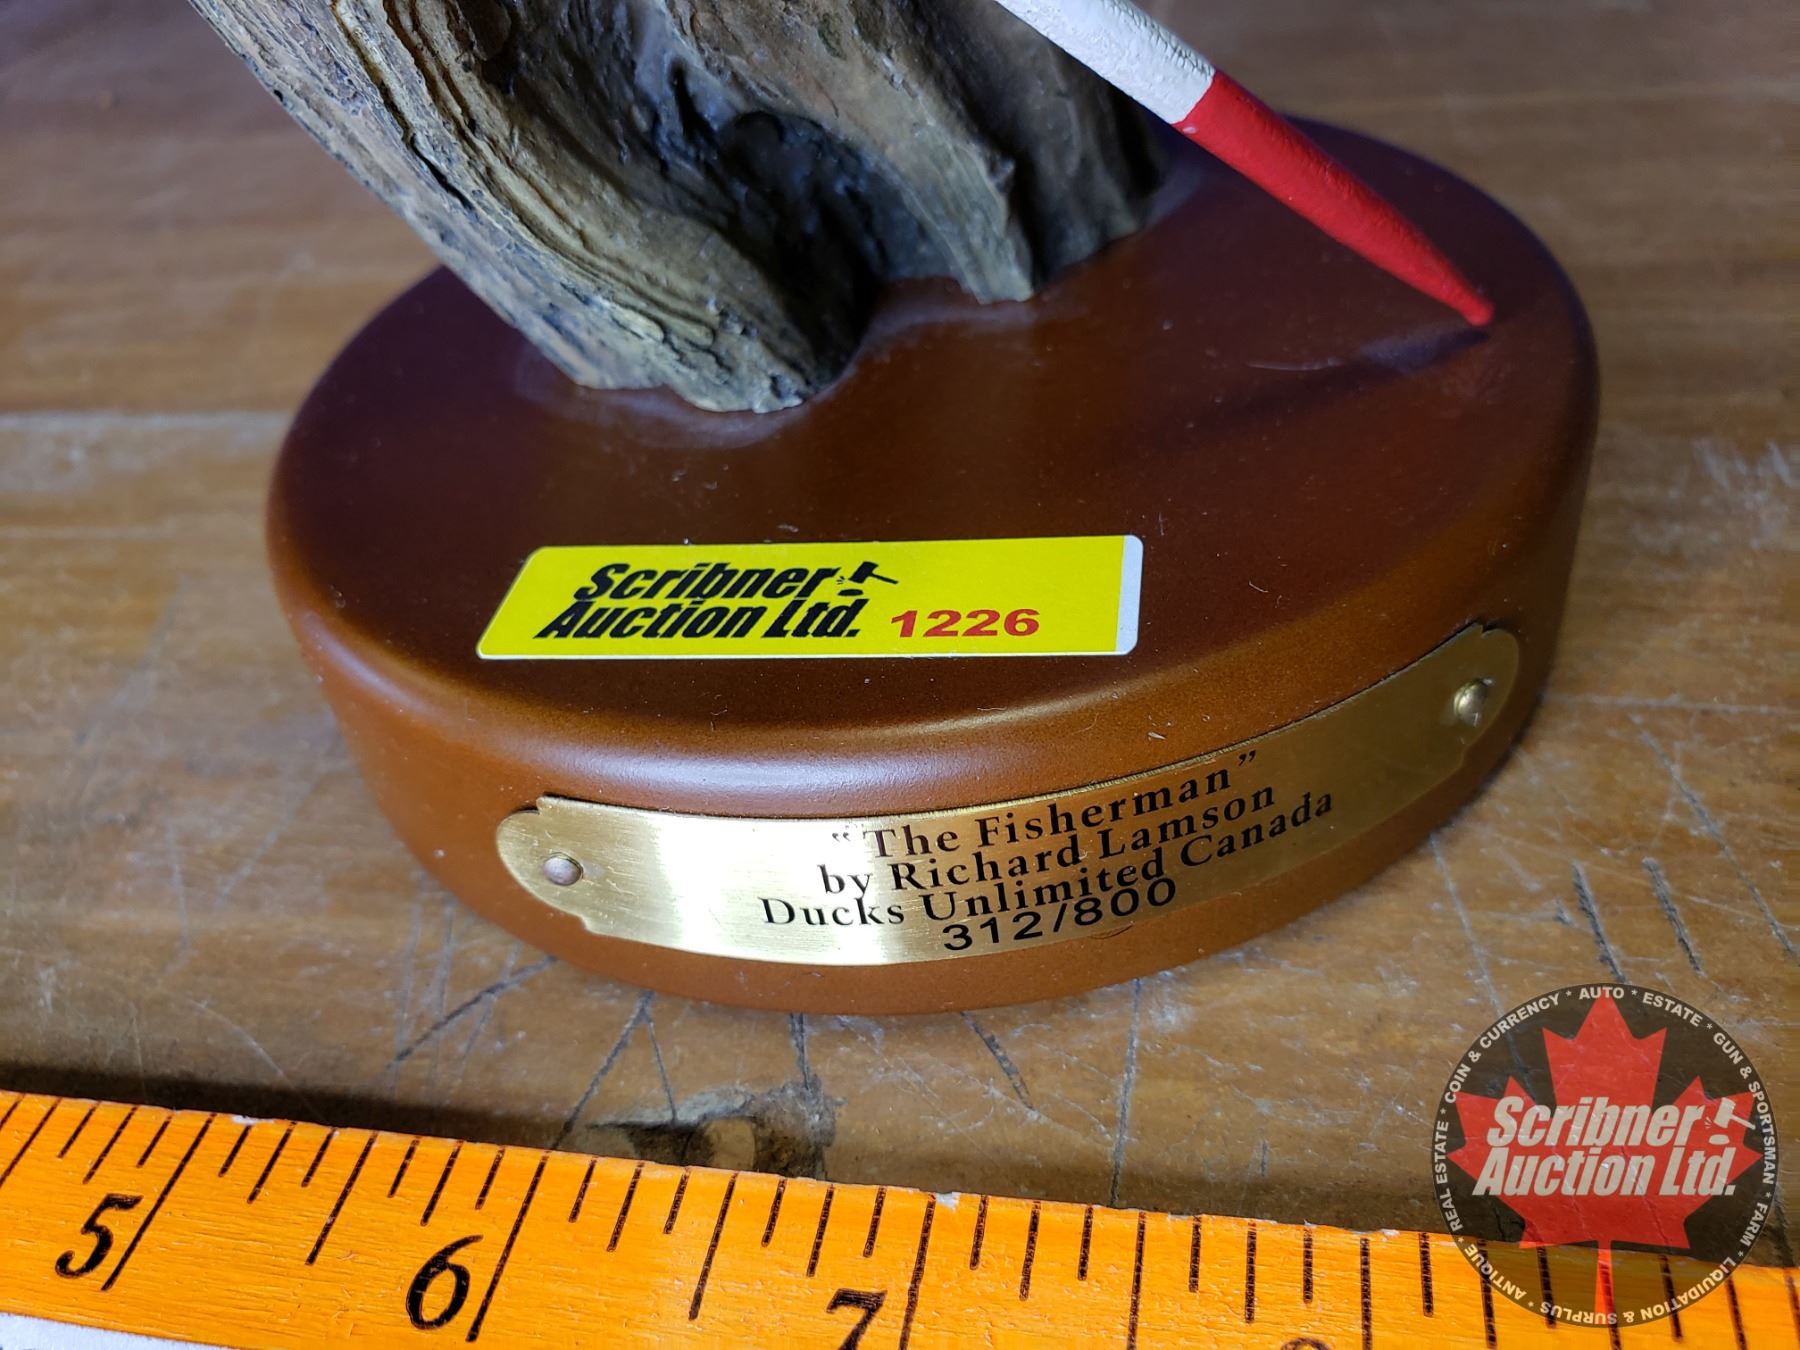 Scribner
Auction Ltd. 1226
“The Fisherman”
by Richard Lamson
Ducks Unlimited Canada
312/800
5 6 7
REAL ESTATE * COIN & CURRENCY * AUTO * ESTATE * GUN & SPORTSMAN * FARM * LIQUIDATION & SURPLUS * ANTIQUE *
Scribner
Auction Ltd.